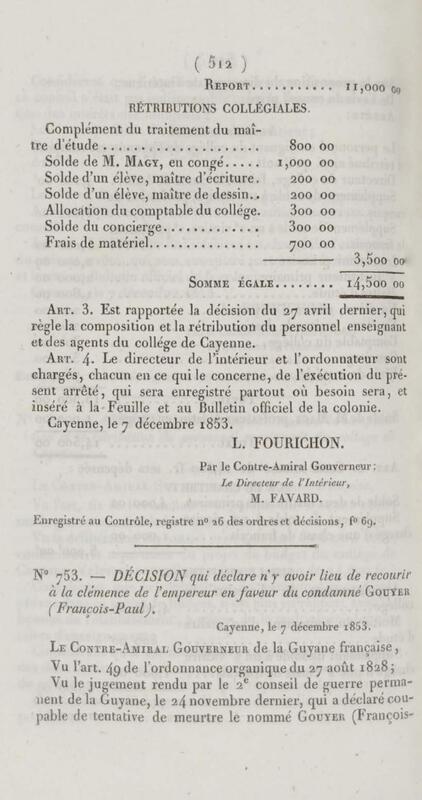 ( 512 )
REPORT........... 11,000 00
RÉTRIBUTIONS COLLÉGIALES.
Complément du traitement du maî-
tre d'étude................... 800 00
Solde de M. MAGY, en congé..... 1,000 00
Solde d'un élève, maître d'écriture. 200 00
Solde d'un élève, maître de dessin.. 200 00
Allocation du comptable du collége. 300 00
Solde du concierge............. 300 00
Frais de matériel............... 700 00
3,500 00
SOMME ÉGALE........ 14,500 00
ART. 3. Est rapportée la décision du 27 avril dernier, qui
règle la composition et la rétribution du personnel enseignant
et des agents du collége de Cayenne.
ART. 4. Le directeur de l'intérieur et l'ordonnateur sont
chargés, chacun en ce qui le concerne, de l'exécution du pré-
sent arrêté, qui sera enregistré partout où besoin sera, et
inséré à la Feuille et au Bulletin officiel de la colonie.
Cayenne, le 7 décembre 1853.
L. FOURICHON.
Par le Contre-Amiral Gouverneur:
Le Directeur de l'Intérieur,
M. FAVARD.
Enregistré au Contrôle, registre n° 26 des ordres et décisions, f° 69.
N° 753. — DÉCISION qui déclare n'y avoir lieu de recourir
à la clémence de l'empereur en faveur du condamné GOUYER
(François-Paul).
Cayenne, le 7 décembre 1853.
LE CONTRE-AMIRAL GOUVERNEUR de la Guyane française,
Vu l'art. 49 de l'ordonnance organique du 27 août 1828;
Vu le jugement rendu par le 2e conseil de guerre perma-
nent de la Guyane, le 24 novembre dernier, qui a déclaré cou-
pable de tentative de meurtre le nommé GOUYER (François-